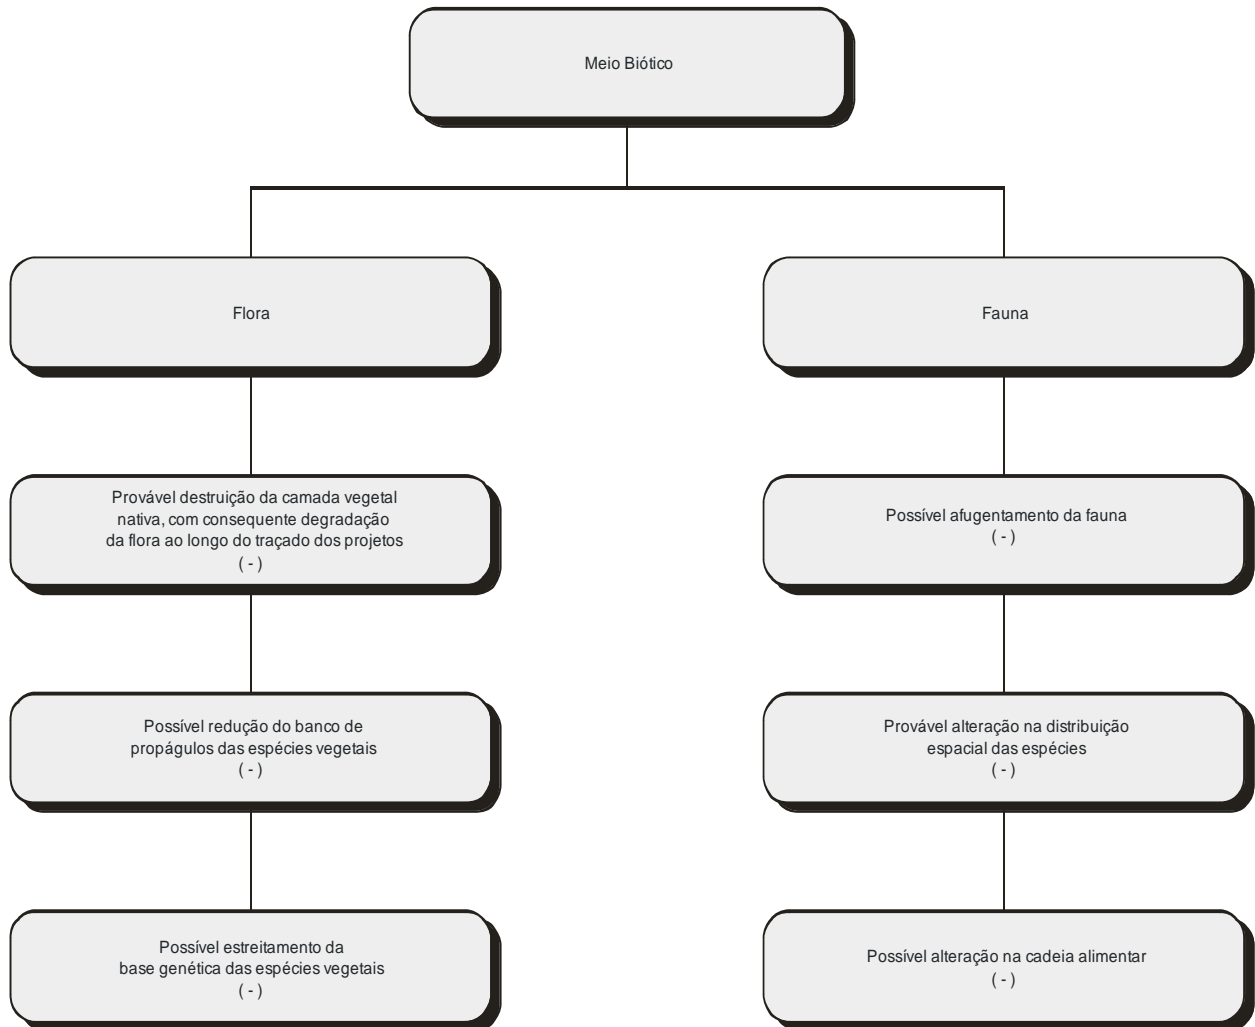 Meio Biótico
Flora
Fauna
Provável destruição da camada vegetal
nativa, com consequente degradação
da flora ao longo do traçado dos projetos
( - )
Possível afugentamento da fauna
( - )
Possível redução do banco de
propágulos das espécies vegetais
( - )
Provável alteração na distribuição
espacial das espécies
( - )
Possível estreitamento da
base genética das espécies vegetais
( - )
Possível alteração na cadeia alimentar
( - )